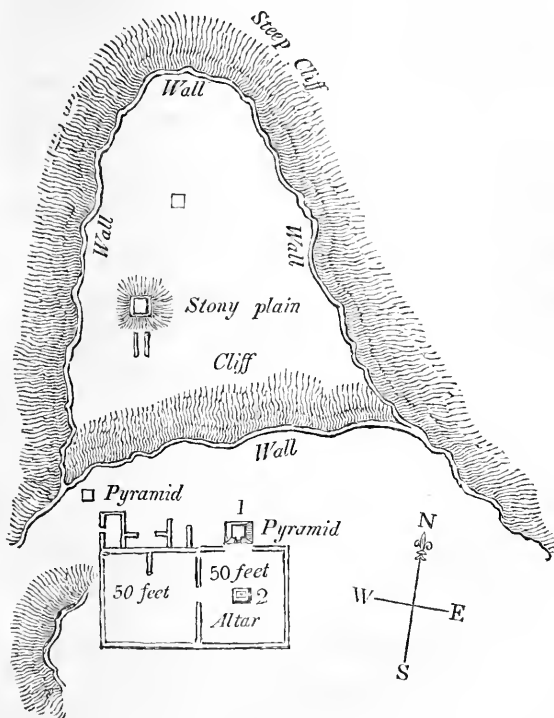 Steep Cliff
Wall
Wall
Wall
Stony plain
Cliff
Wall
Pyramid
1
Pyramid
N
50 feet
50 feet
2
W
E
Altar
S